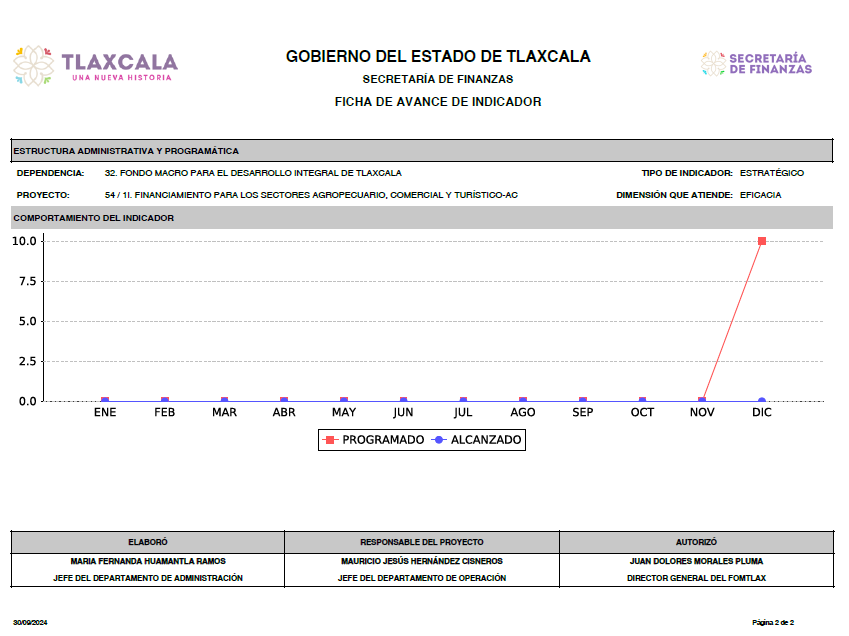 TLAXCALA
UNA NUEVA HISTORIA
GOBIERNO DEL ESTADO DE TLAXCALA
SECRETARÍA DE FINANZAS
FICHA DE AVANCE DE INDICADOR
SECRETARÍA
DE FINANZAS
ESTRUCTURA ADMINISTRATIVA Y PROGRAMÁTICA
DEPENDENCIA: 32. FONDO MACRO PARA EL DESARROLLO INTEGRAL DE TLAXCALA TIPO DE INDICADOR: ESTRATÉGICO
PROYECTO: 54 / 1I. FINANCIAMIENTO PARA LOS SECTORES AGROPECUARIO, COMERCIAL Y TURÍSTICO-AC DIMENSIÓN QUE ATIENDE: EFICACIA
COMPORTAMIENTO DEL INDICADOR
10.0
7.5
5.0
2.5
0.0
ENE FEB MAR ABR MAY JUN JUL AGO SEP OCT NOV DIC
PROGRAMADO ALCANZADO
ELABORÓ RESPONSABLE DEL PROYECTO AUTORIZÓ
MARIA FERNANDA HUAMANTLA RAMOS MAURICIO JESÚS HERNÁNDEZ CISNEROS JUAN DOLORES MORALES PLUMA
JEFE DEL DEPARTAMENTO DE ADMINISTRACIÓN JEFE DEL DEPARTAMENTO DE OPERACIÓN DIRECTOR GENERAL DEL FOMTLAX
30/09/2024 Página 2 de 2